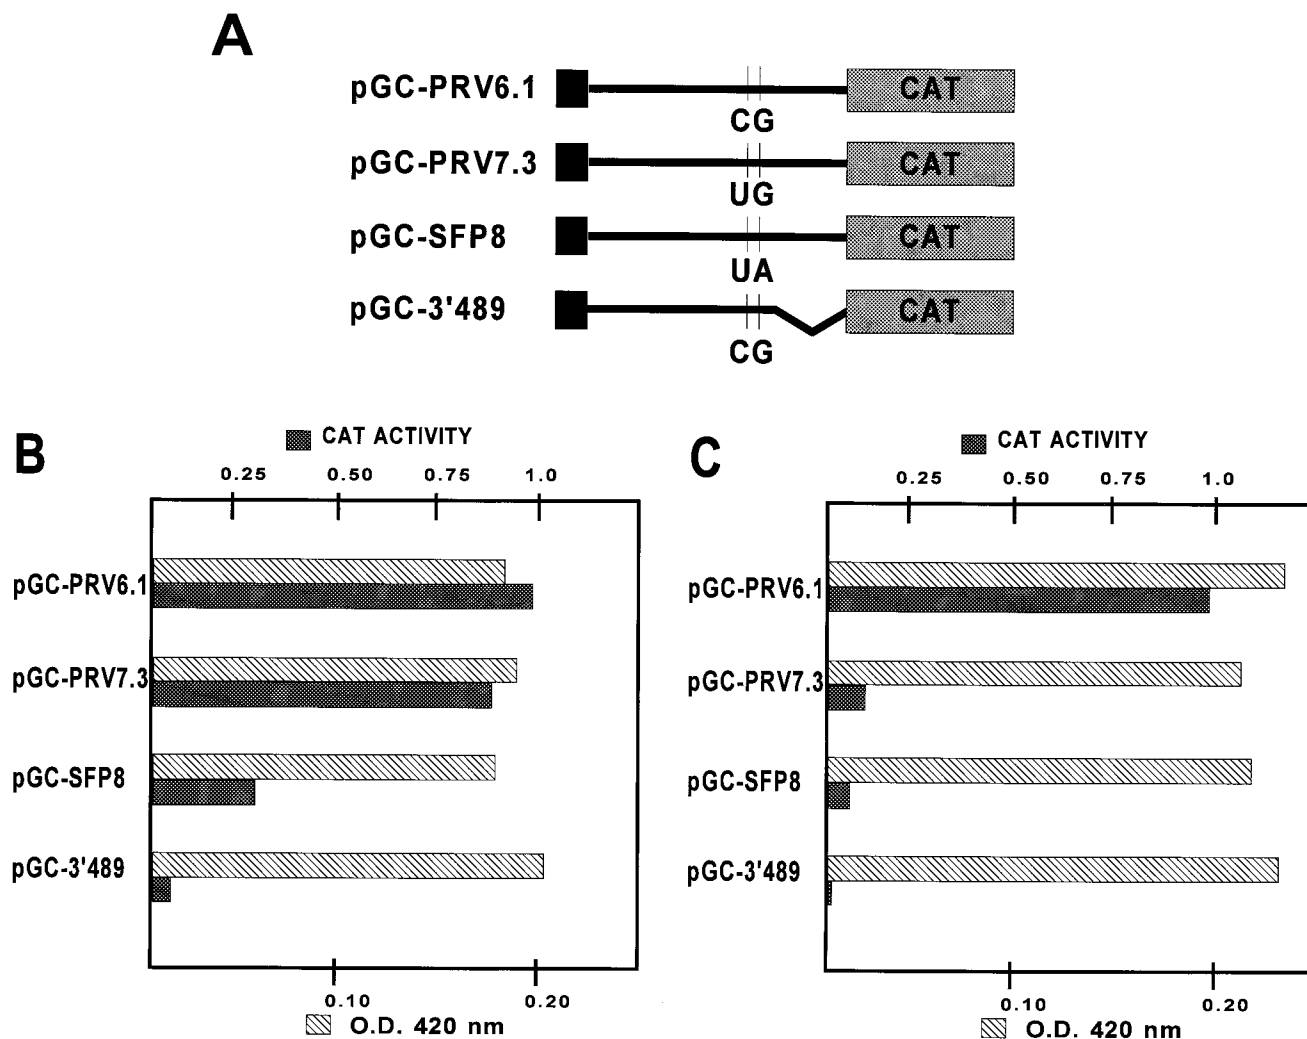 A
pGC-PRV6.1
CAT
CG
pGC-PRV7.3
CAT
UG
pGC-SFP8
CAT
UA
pGC-3'489
CAT
CG
B
CAT ACTIVITY
0.25 0.50 0.75 1.0
pGC-PRV6.1
pGC-PRV7.3
pGC-SFP8
pGC-3'489
0.10 0.20
O.D. 420 nm
C
CAT ACTIVITY
0.25 0.50 0.75 1.0
pGC-PRV6.1
pGC-PRV7.3
pGC-SFP8
pGC-3'489
0.10 0.20
O.D. 420 nm